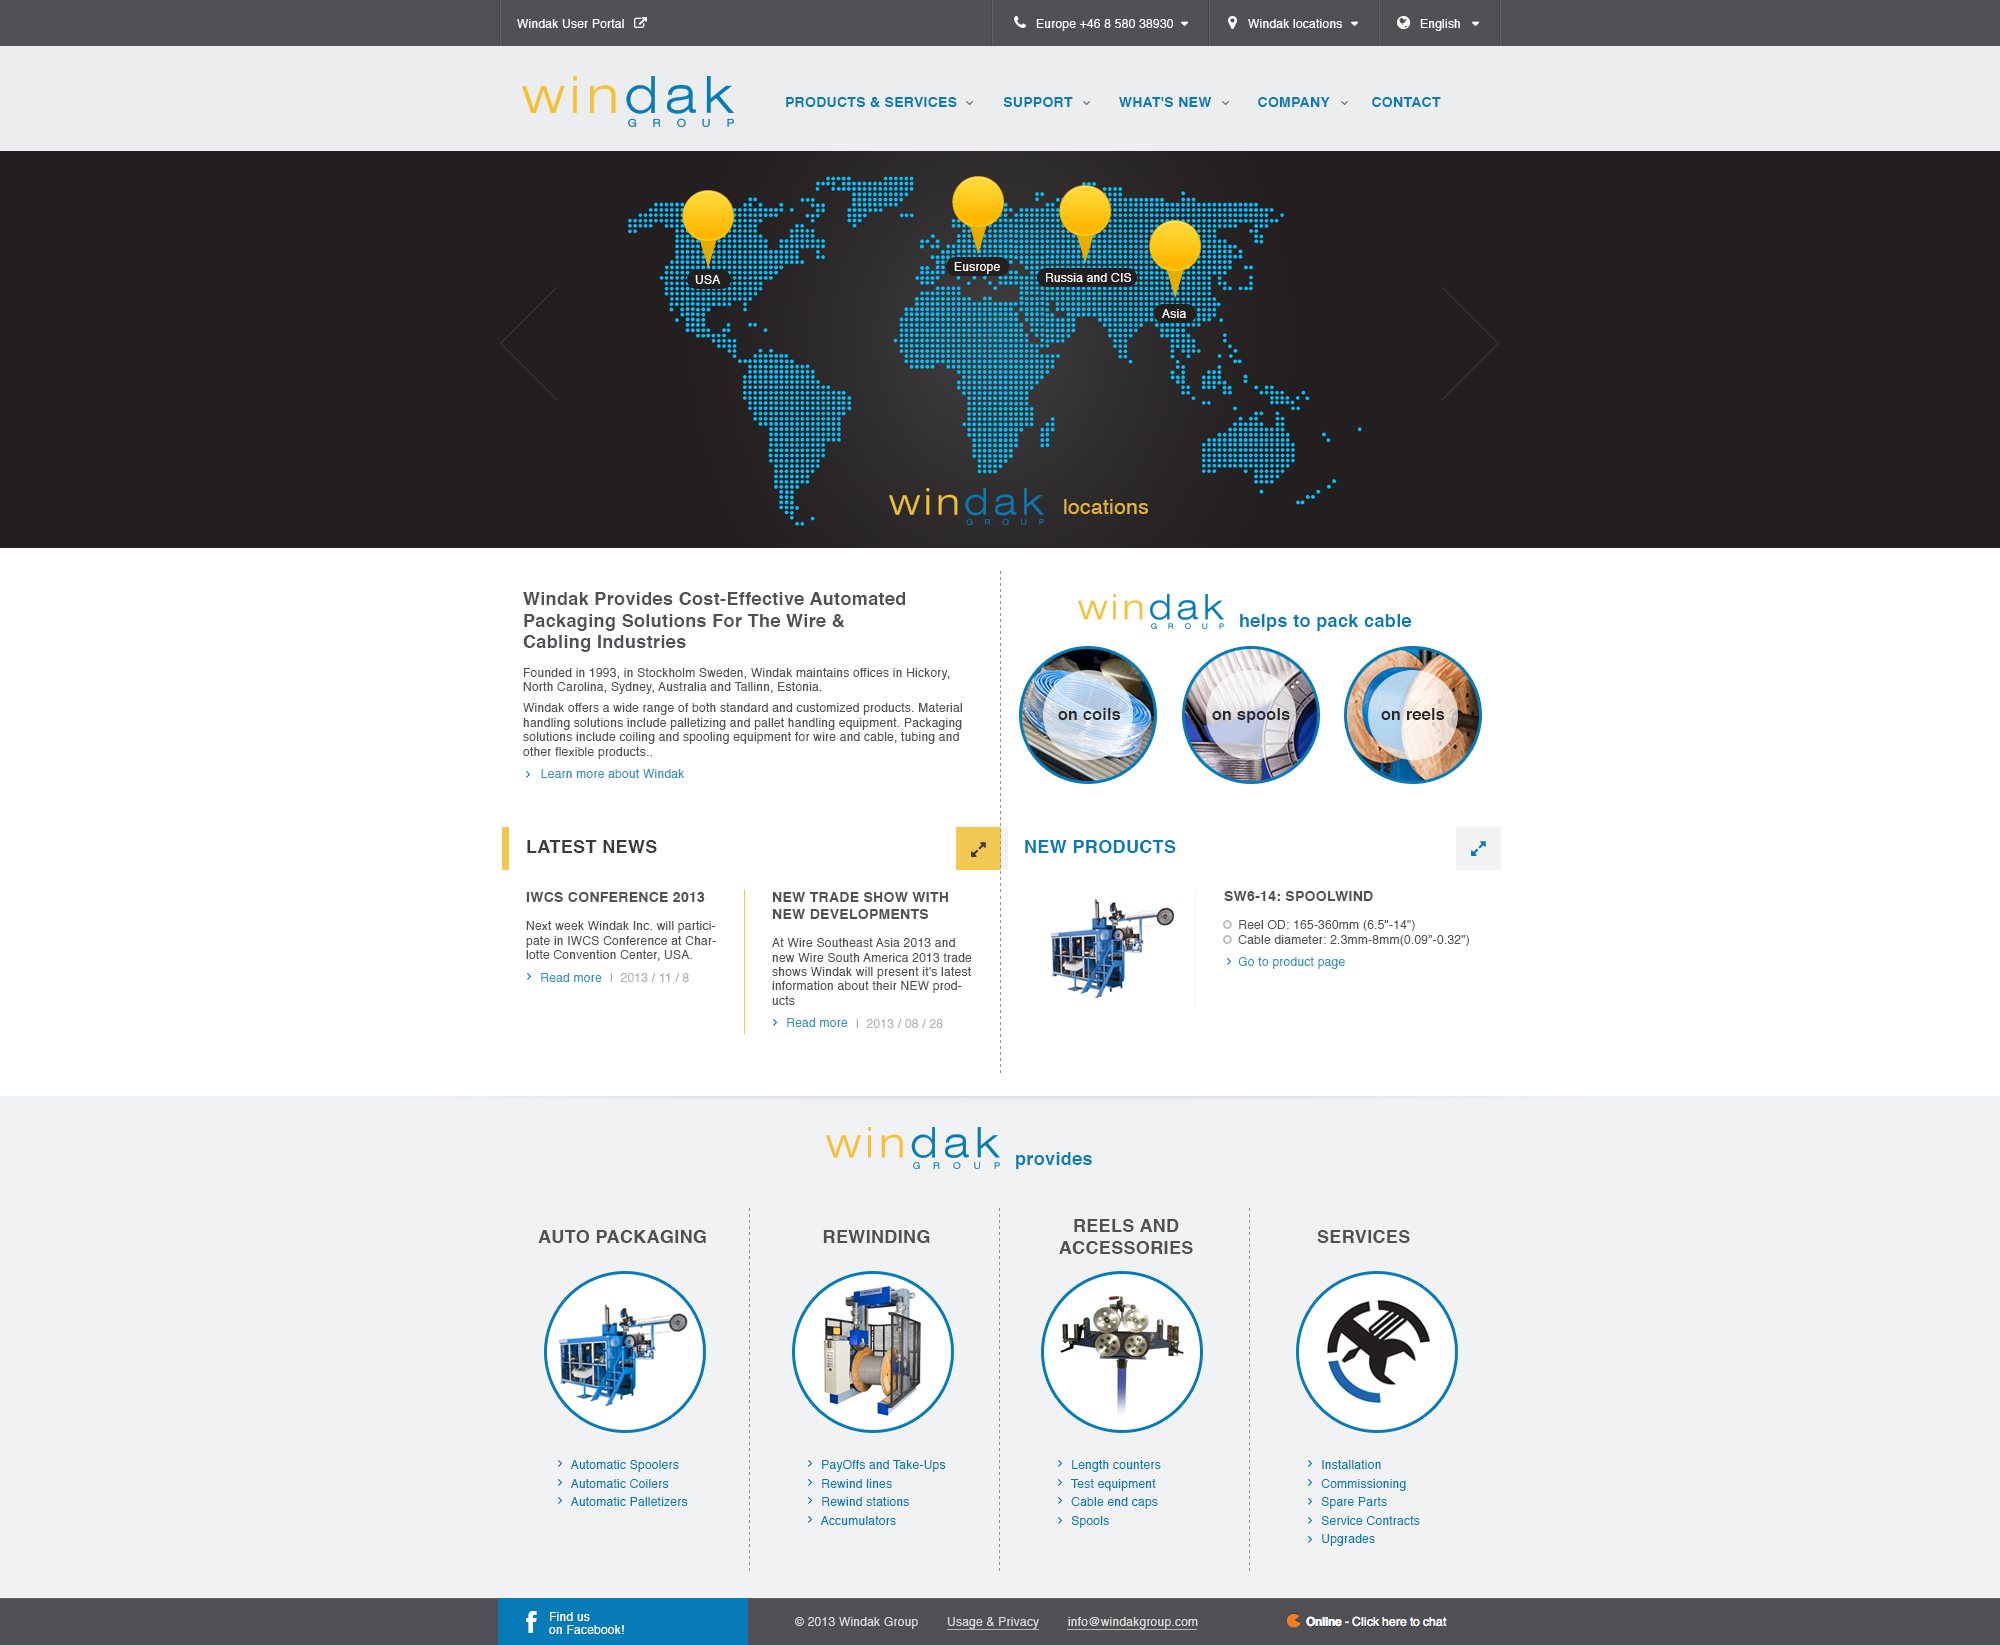 Windak User Portal
Europe +46 8 580 38930
Windak locations
English
windak
GROUP
PRODUCTS & SERVICES
SUPPORT
WHAT'S NEW
COMPANY
CONTACT
USA
Eusrope
Russia and CIS
Asia
windak
GROUP
locations
Windak Provides Cost-Effective Automated
Packaging Solutions For The Wire &
Cabling Industries
Founded in 1993, in Stockholm Sweden, Windak maintains offices in Hickory,
North Carolina, Sydney, Australia and Tallinn, Estonia.
Windak offers a wide range of both standard and customized products. Material
handling solutions include palletizing and pallet handling equipment. Packaging
solutions include coiling and spooling equipment for wire and cable, tubing and
other flexible products..
Learn more about Windak
windak
GROUP
helps to pack cable
on coils
on spools
on reels
LATEST NEWS
IWCS CONFERENCE 2013
Next week Windak Inc. will partici-
pate in IWCS Conference at Char-
lotte Convention Center, USA.
Read more | 2013 / 11 / 8
NEW TRADE SHOW WITH
NEW DEVELOPMENTS
At Wire Southeast Asia 2013 and
new Wire South America 2013 trade
shows Windak will present it's latest
information about their NEW prod-
ucts
Read more | 2013 / 08 / 28
NEW PRODUCTS
SW6-14: SPOOLWIND
Reel OD: 165-360mm (6.5"-14")
Cable diameter: 2.3mm-8mm(0.09"-0.32")
Go to product page
windak
GROUP
provides
AUTO PACKAGING
Automatic Spoolers
Automatic Coilers
Automatic Palletizers
REWINDING
PayOffs and Take-Ups
Rewind lines
Rewind stations
Accumulators
REELS AND
ACCESSORIES
Length counters
Test equipment
Cable end caps
Spools
SERVICES
Installation
Commissioning
Spare Parts
Service Contracts
Upgrades
Find us
on Facebook!
© 2013 Windak Group
Usage & Privacy
info@windakgroup.com
Online - Click here to chat